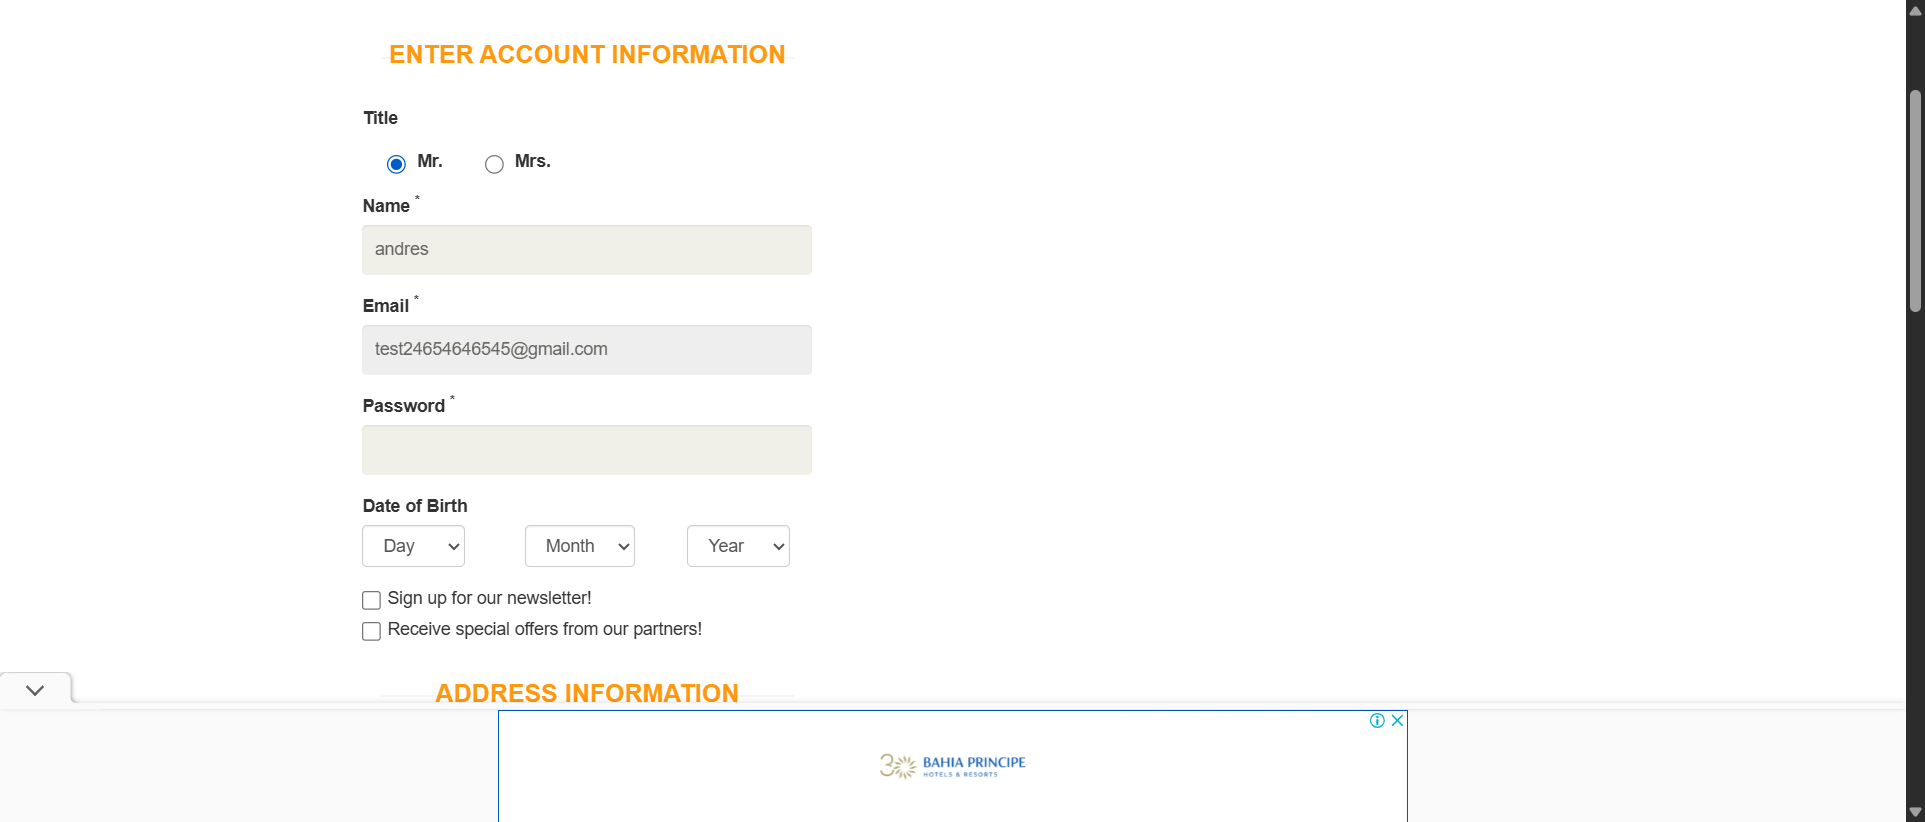 ENTER ACCOUNT INFORMATION
Title
Mr. Mrs.
Name *
andres
Email *
test24654646545@gmail.com
Password *
Date of Birth
Day Month Year
Sign up for our newsletter!
Receive special offers from our partners!
ADDRESS INFORMATION
30 BAHIA PRINCIPE
HOTELS & RESORTS